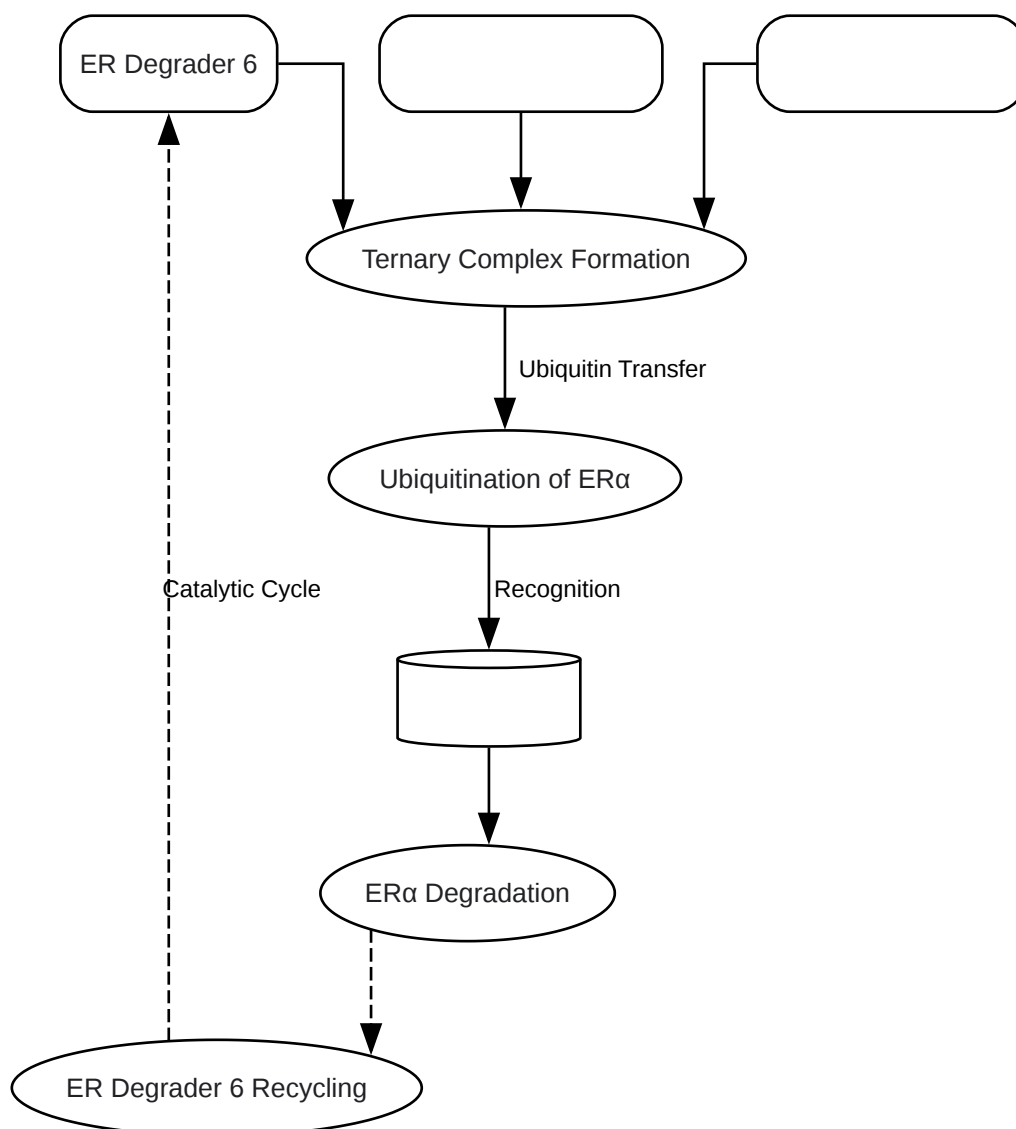 ER Degrader 6
Ternary Complex Formation
Ubiquitin Transfer
Ubiquitination of ERα
Catalytic Cycle
Recognition
ERα Degradation
ER Degrader 6 Recycling